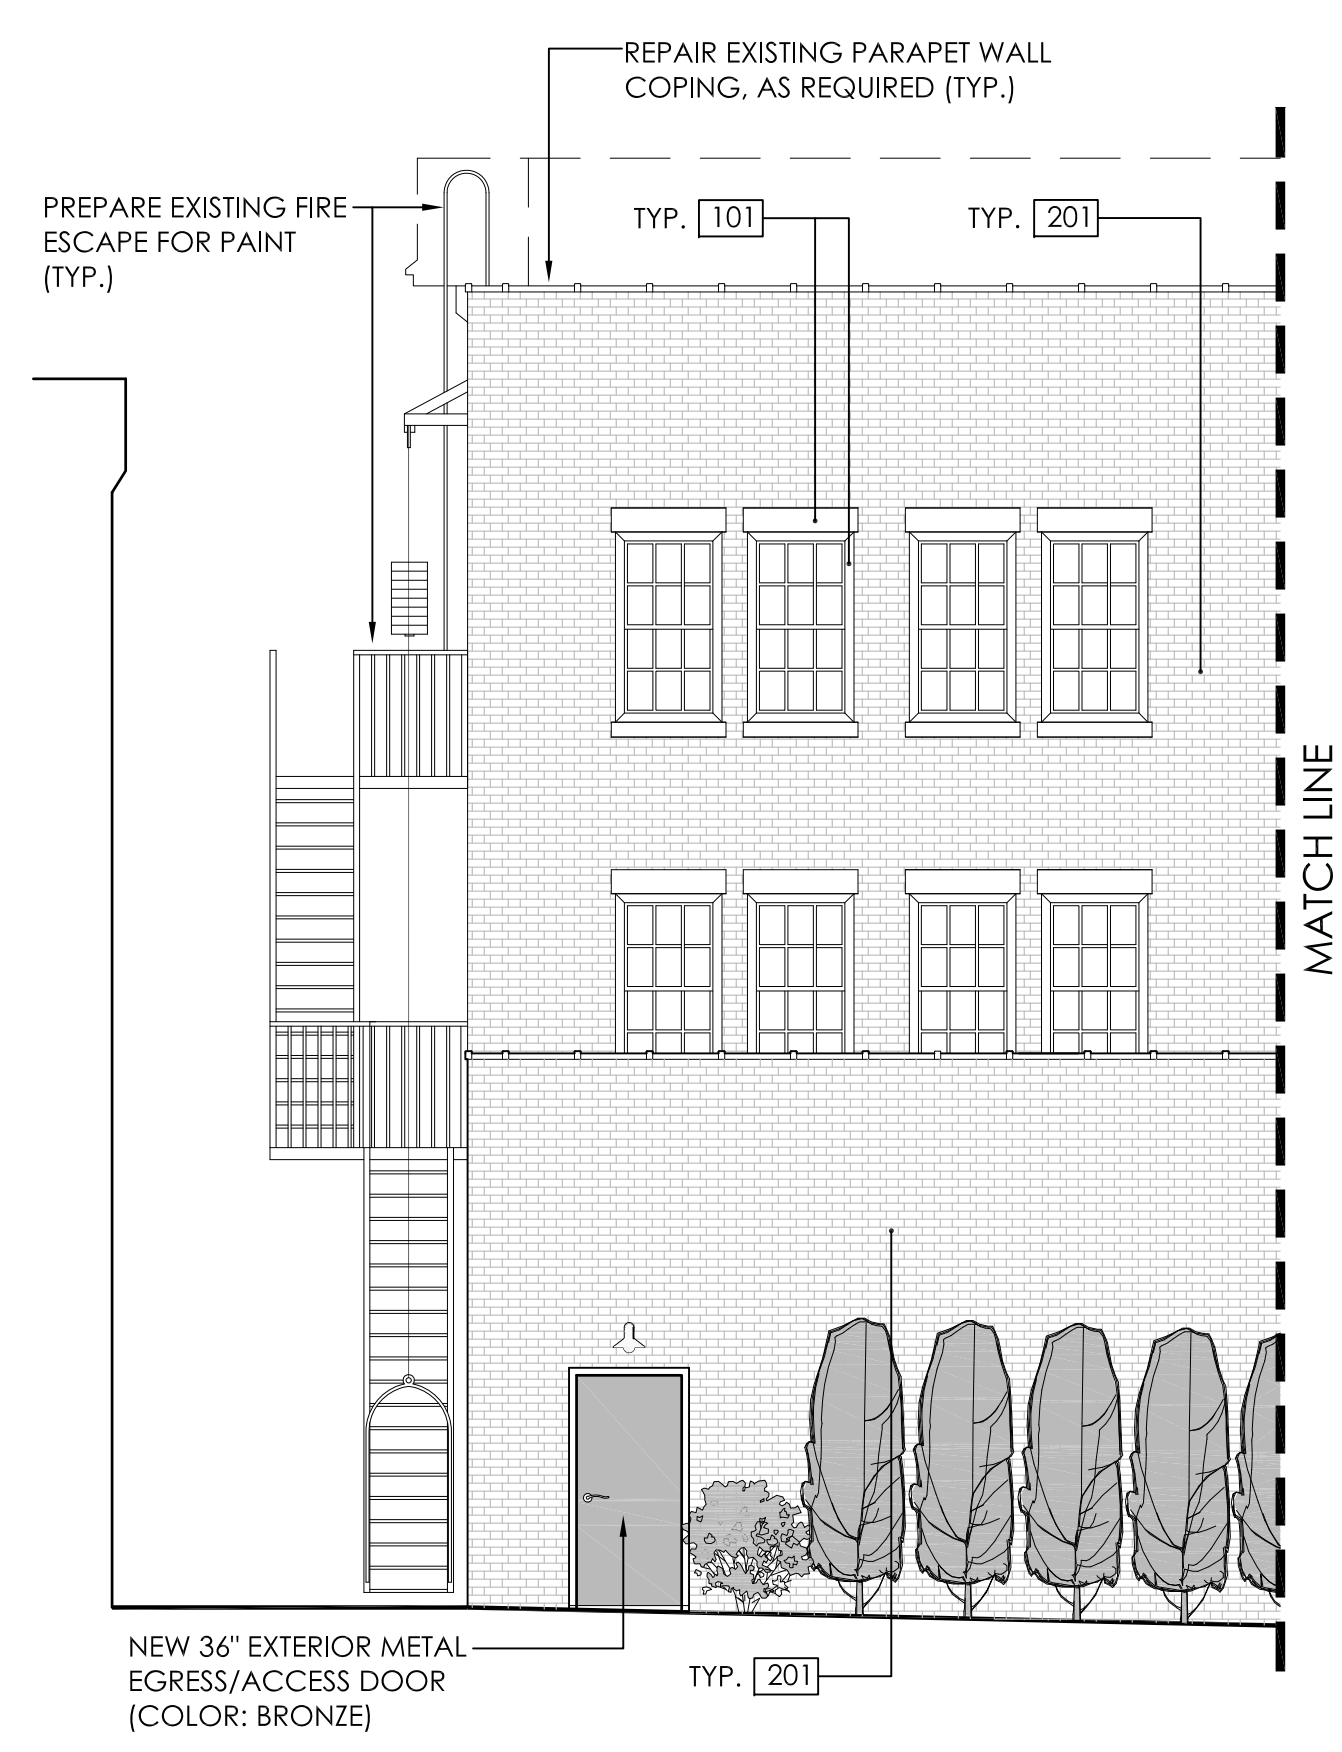 REPAIR EXISTING PARAPET WALL
COPING, AS REQUIRED (TYP.)
PREPARE EXISTING FIRE
ESCAPE FOR PAINT
(TYP.)
TYP. 101
TYP. 201
MATCH LINE
NEW 36" EXTERIOR METAL
EGRESS/ACCESS DOOR
(COLOR: BRONZE)
TYP. 201